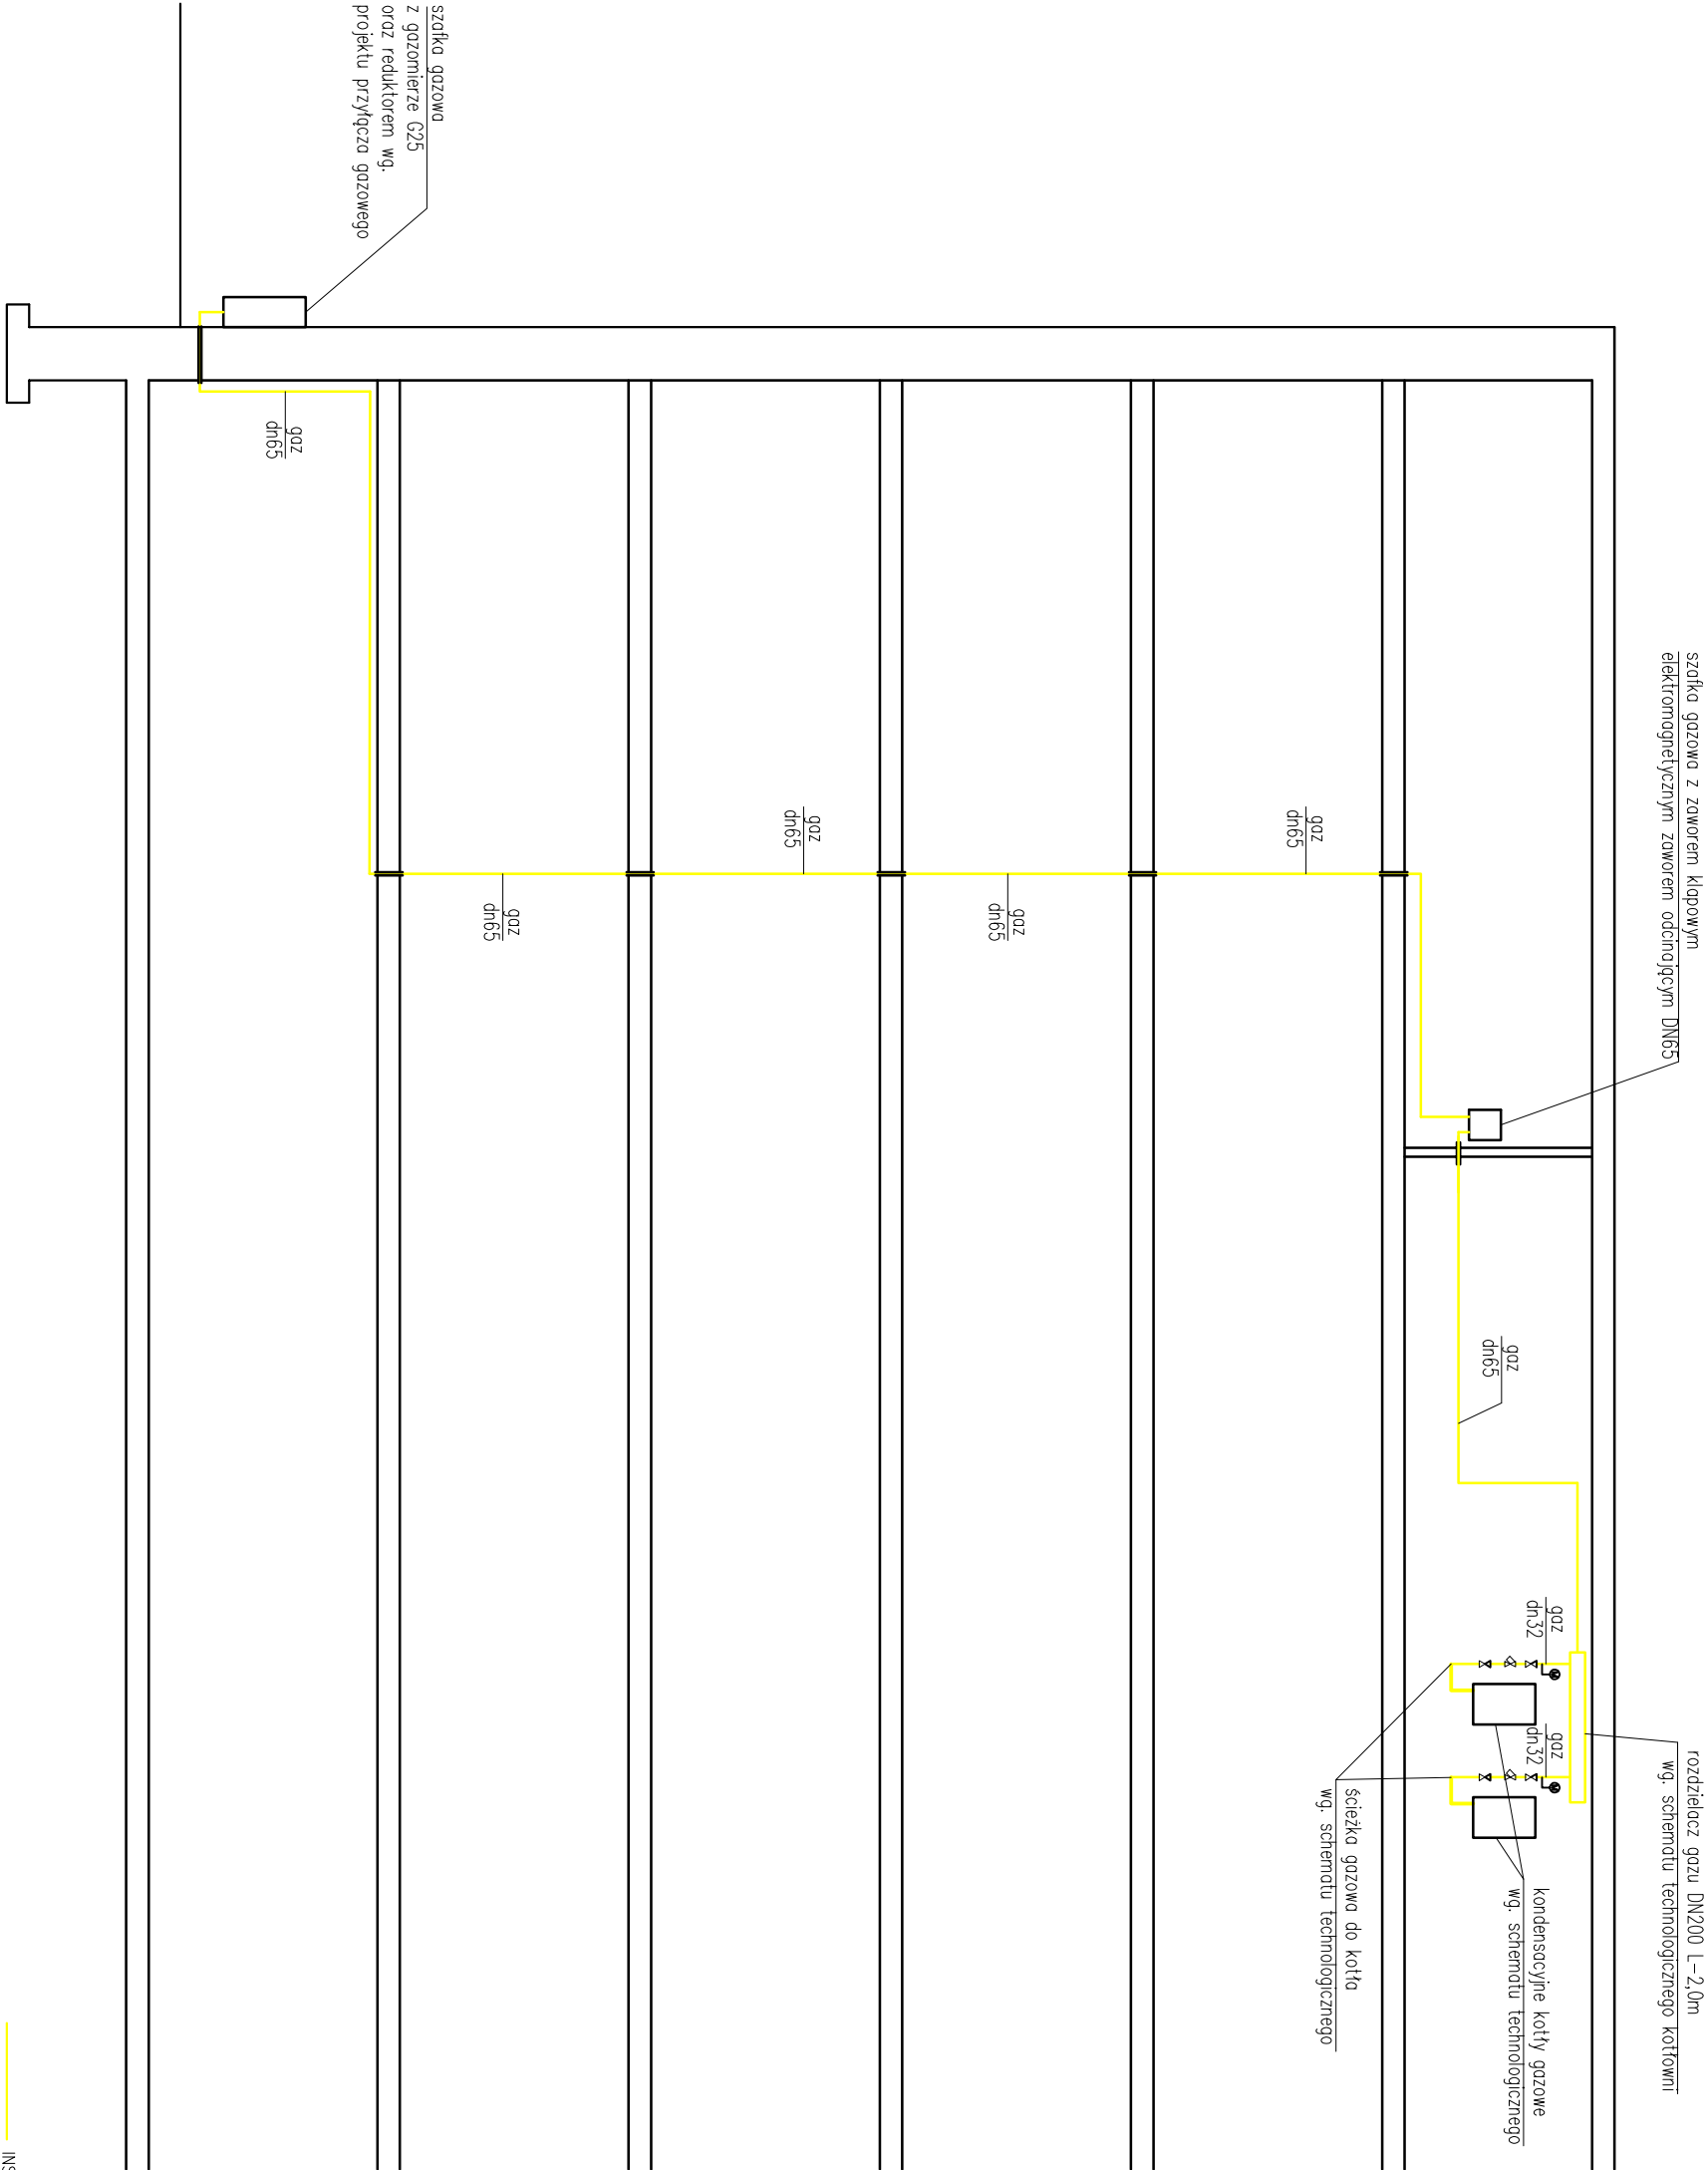 szafka gazowa z zaworem klapowym
elektromagnetycznym zaworem odcinającym DN65
rozdzielacz gazu DN200 L-2,0m
wg. schematu technologicznego kotłowni
gaz
dn32
gaz
dn32
kondensacyjne kotły gazowe
wg. schematu technologicznego
gaz
dn65
ścieżka gazowa do kotła
wg. schematu technologicznego
gaz
dn65
gaz
dn65
gaz
dn65
gaz
dn65
szafka gazowa
z gazomierze G25
oraz reduktorem wg.
projektu przyłącza gazowego
gaz
dn65